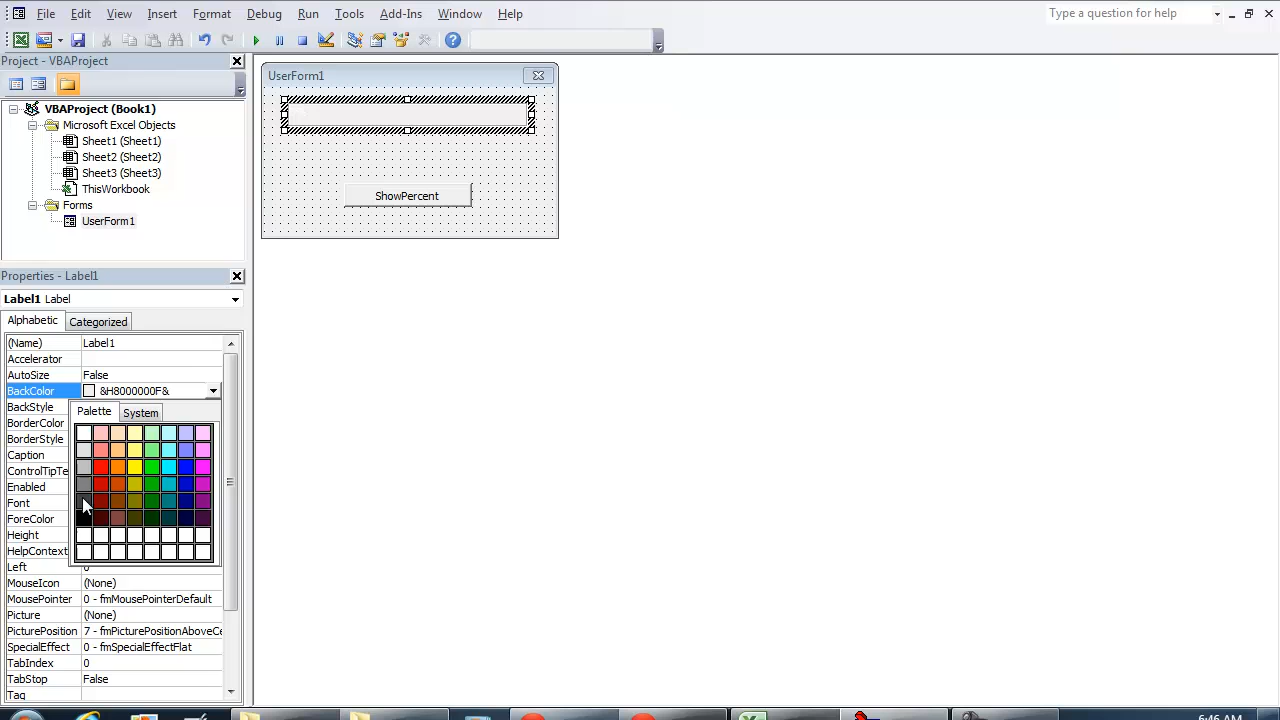 File Edit View Insert Format Debug Run Tools Add-Ins Window Help Type a question for help
Project - VBAProject
VBAProject (Book1)
Microsoft Excel Objects
Sheet1 (Sheet1)
Sheet2 (Sheet2)
Sheet3 (Sheet3)
ThisWorkbook
Forms
UserForm1
UserForm1
ShowPercent
Properties - Label1
Label1 Label
Alphabetic Categorized
(Name) Label1
Accelerator
AutoSize False
BackColor &H8000000F&
BackStyle
BorderColor
BorderStyle
Caption
ControlTipTe
Enabled
Font
ForeColor
Height
HelpContext
Left 0
MouseIcon (None)
MousePointer 0 - fmMousePointerDefault
Picture (None)
PicturePosition 7 - fmPicturePositionAboveCe
SpecialEffect 0 - fmSpecialEffectFlat
TabIndex 0
TabStop False
Tag
Palette System
6:46 AM